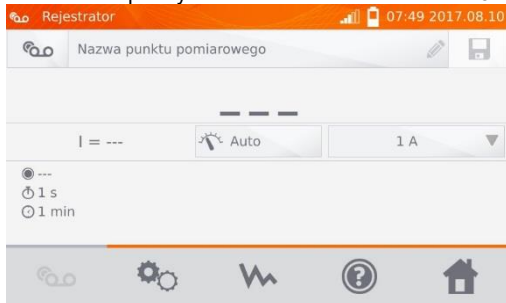 Rejestrator 07:49 2017.08.10
Nazwa punktu pomiarowego
---
I = --- Auto 1 A
---
1 s
1 min